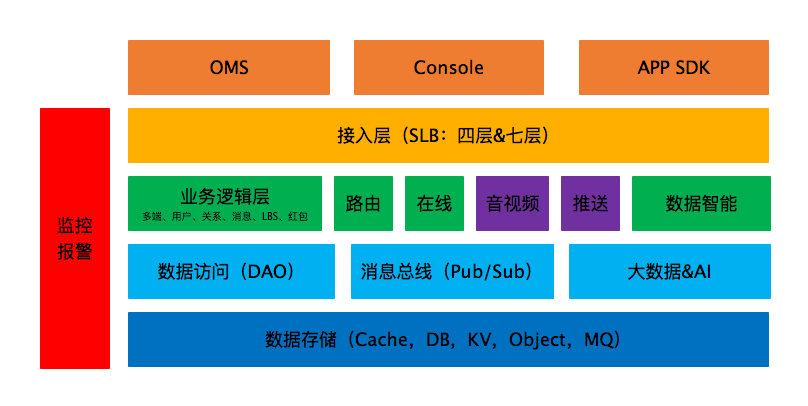 OMS
Console
APP SDK
接入层（SLB：四层&七层）
监控
报警
业务逻辑层
多端、用户、关系、消息、LBS、红包
路由
在线
音视频
推送
数据智能
数据访问（DAO）
消息总线（Pub/Sub）
大数据&AI
数据存储（Cache，DB，KV，Object，MQ）